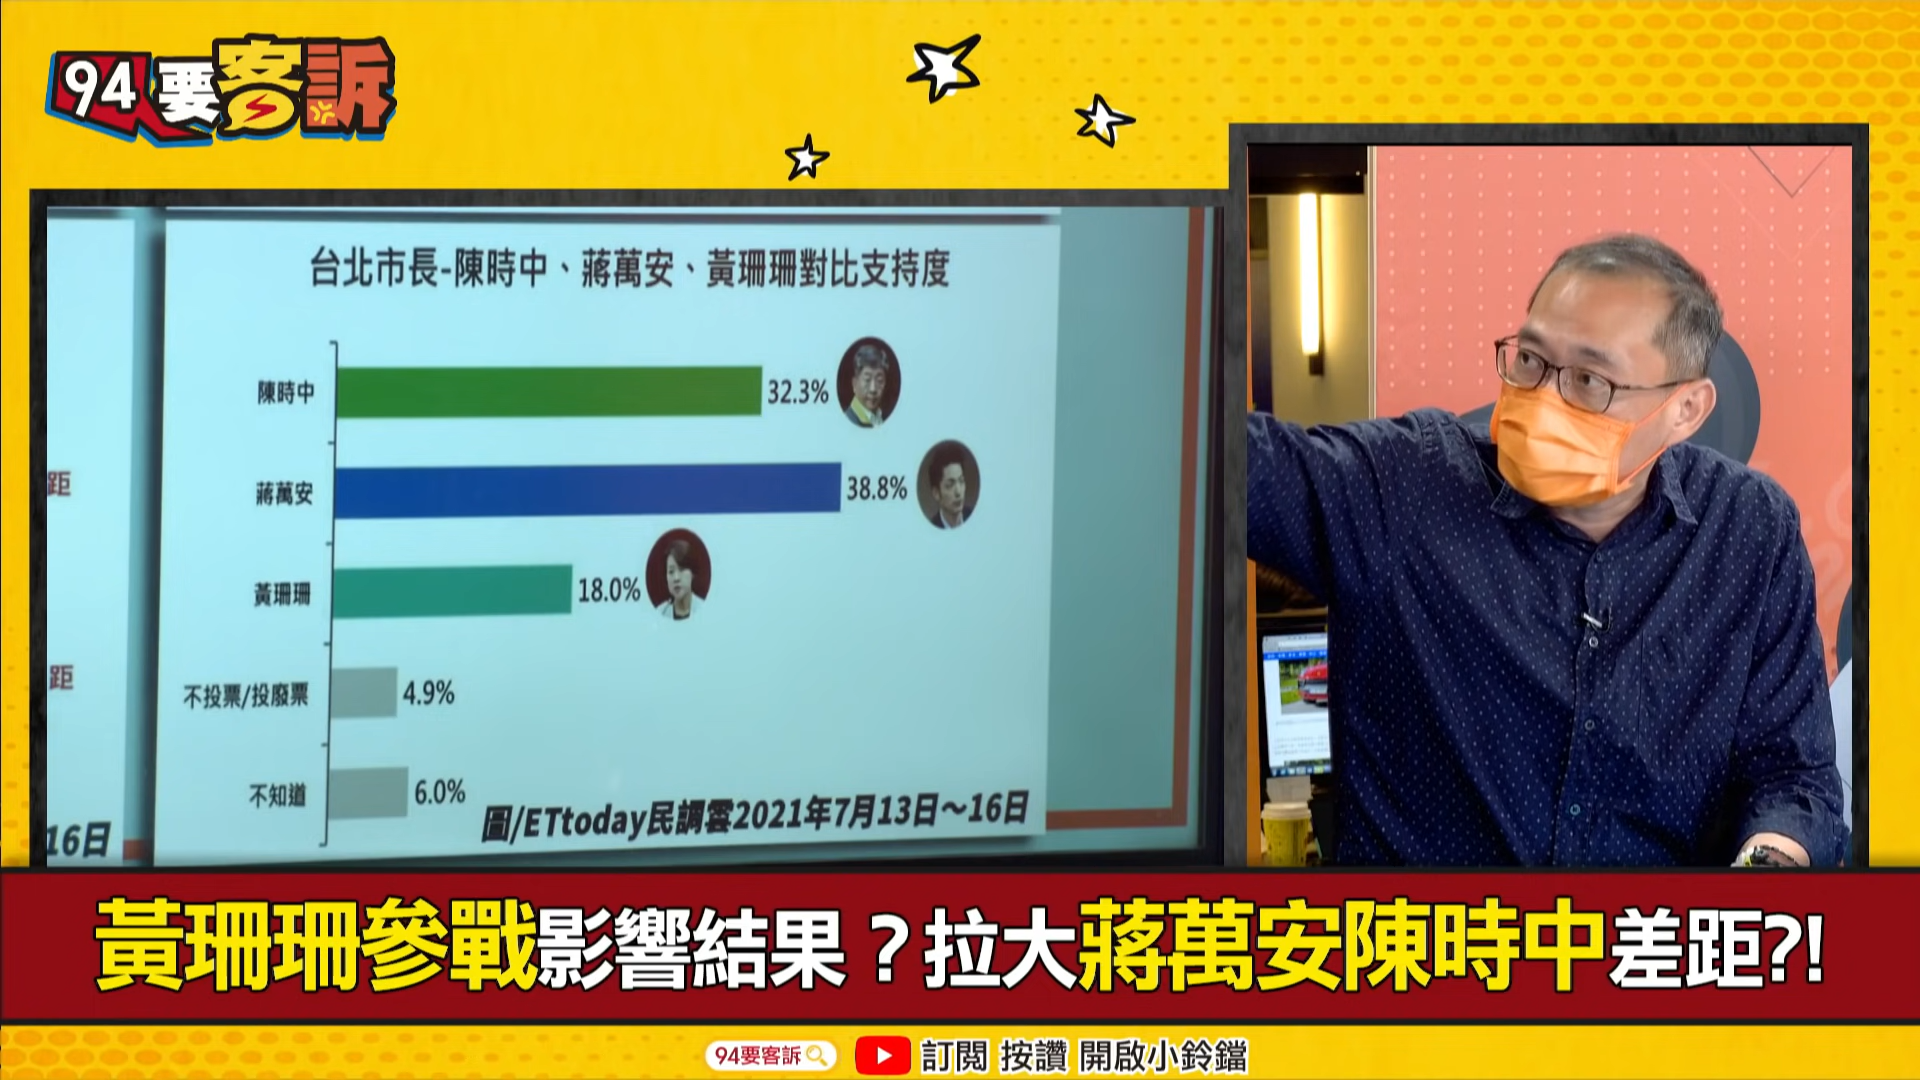 94要客訴
台北市長-陳時中、蔣萬安、黃珊珊對比支持度
陳時中 32.3%
蔣萬安 38.8%
黃珊珊 18.0%
不投票/投廢票 4.9%
不知道 6.0%
圖/ETtoday民調雲2021年7月13日~16日
距
距
16日
黃珊珊參戰影響結果？拉大蔣萬安陳時中差距?!
94要客訴
訂閱 按讚 開啟小鈴鐺